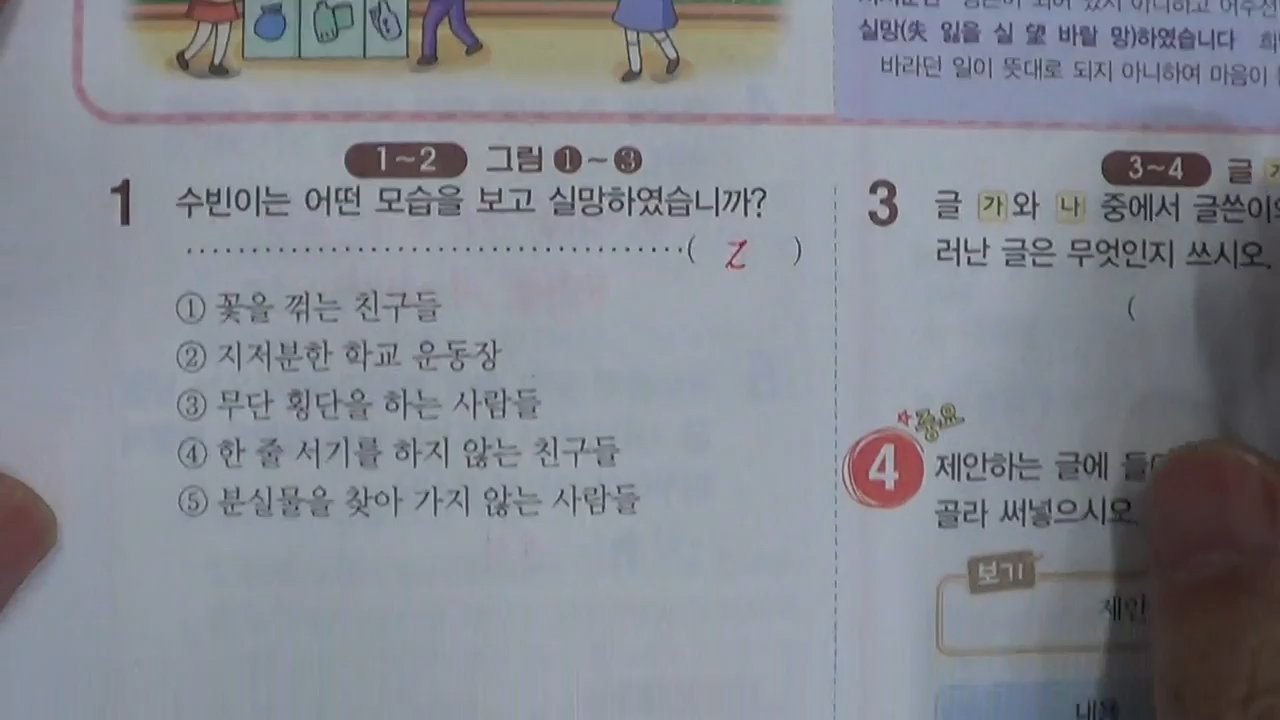 실망(失 잃을 실 望 바랄 망)하였습니다
바라던 일이 뜻대로 되지 아니하여 마음이
1~2 그림 ❶~❸
1 수빈이는 어떤 모습을 보고 실망하였습니까?
( 2 )
① 꽃을 꺾는 친구들
② 지저분한 학교 운동장
③ 무단 횡단을 하는 사람들
④ 한 줄 서기를 하지 않는 친구들
⑤ 분실물을 찾아 가지 않는 사람들
3~4 글 가
3 글 가와 나 중에서 글쓴이의
러난 글은 무엇인지 쓰시오.
(
중요
4 제안하는 글에
골라 써넣으시오.
보기
제안
내용